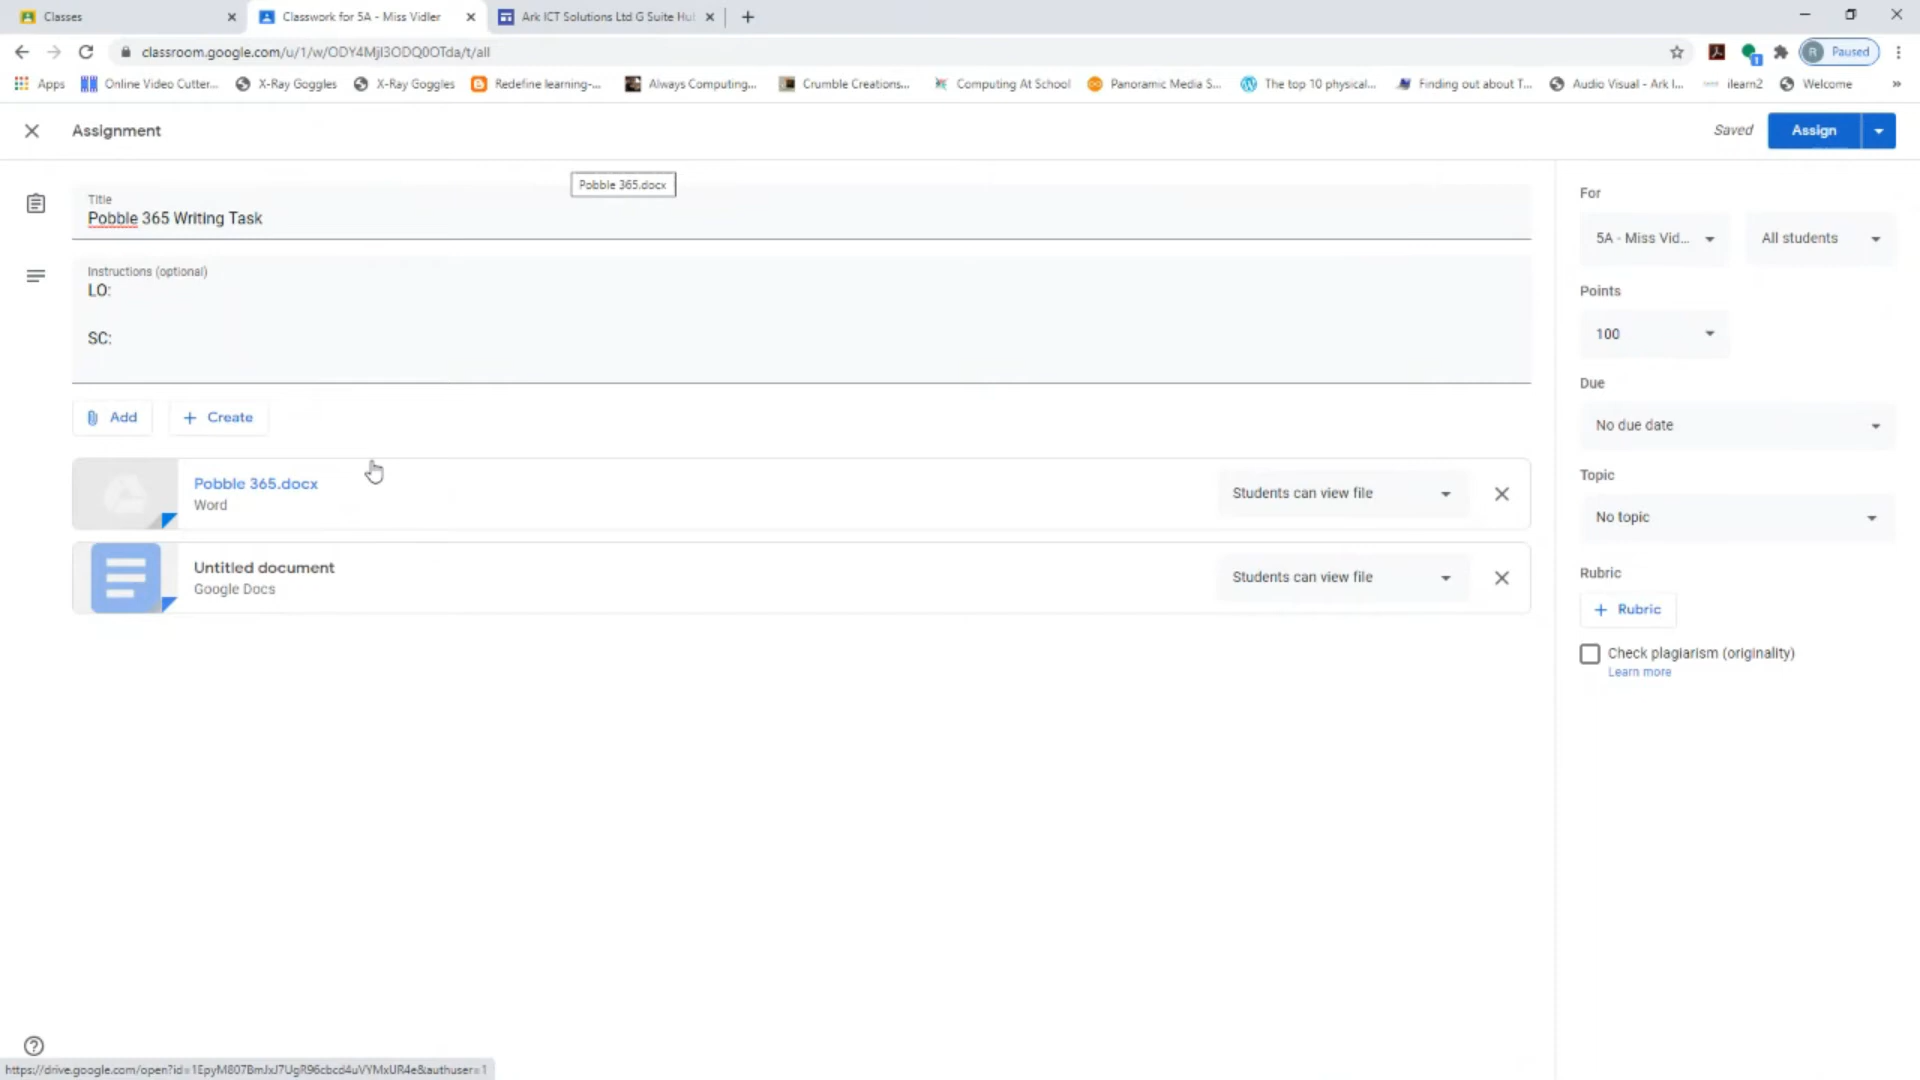 Classes
Classwork for 5A - Miss Vidler
Ark ICT Solutions Ltd G Suite Hu
classroom.google.com/u/1/w/ODY4MjI3ODQ0OTda/t/all
R Paused
Apps
Online Video Cutter...
X-Ray Goggles
X-Ray Goggles
Redefine learning-...
Always Computing...
Crumble Creations...
Computing At School
Panoramic Media S...
The top 10 physical...
Finding out about T...
Audio Visual - Ark I...
ilearn2
Welcome
»
Assignment
Saved
Assign
Pobble 365.docx
Title
Pobble 365 Writing Task
Instructions (optional)
LO:
SC:
Add
Create
Pobble 365.docx
Word
Students can view file
Untitled document
Google Docs
Students can view file
For
5A - Miss Vid...
All students
Points
100
Due
No due date
Topic
No topic
Rubric
Rubric
Check plagiarism (originality)
Learn more